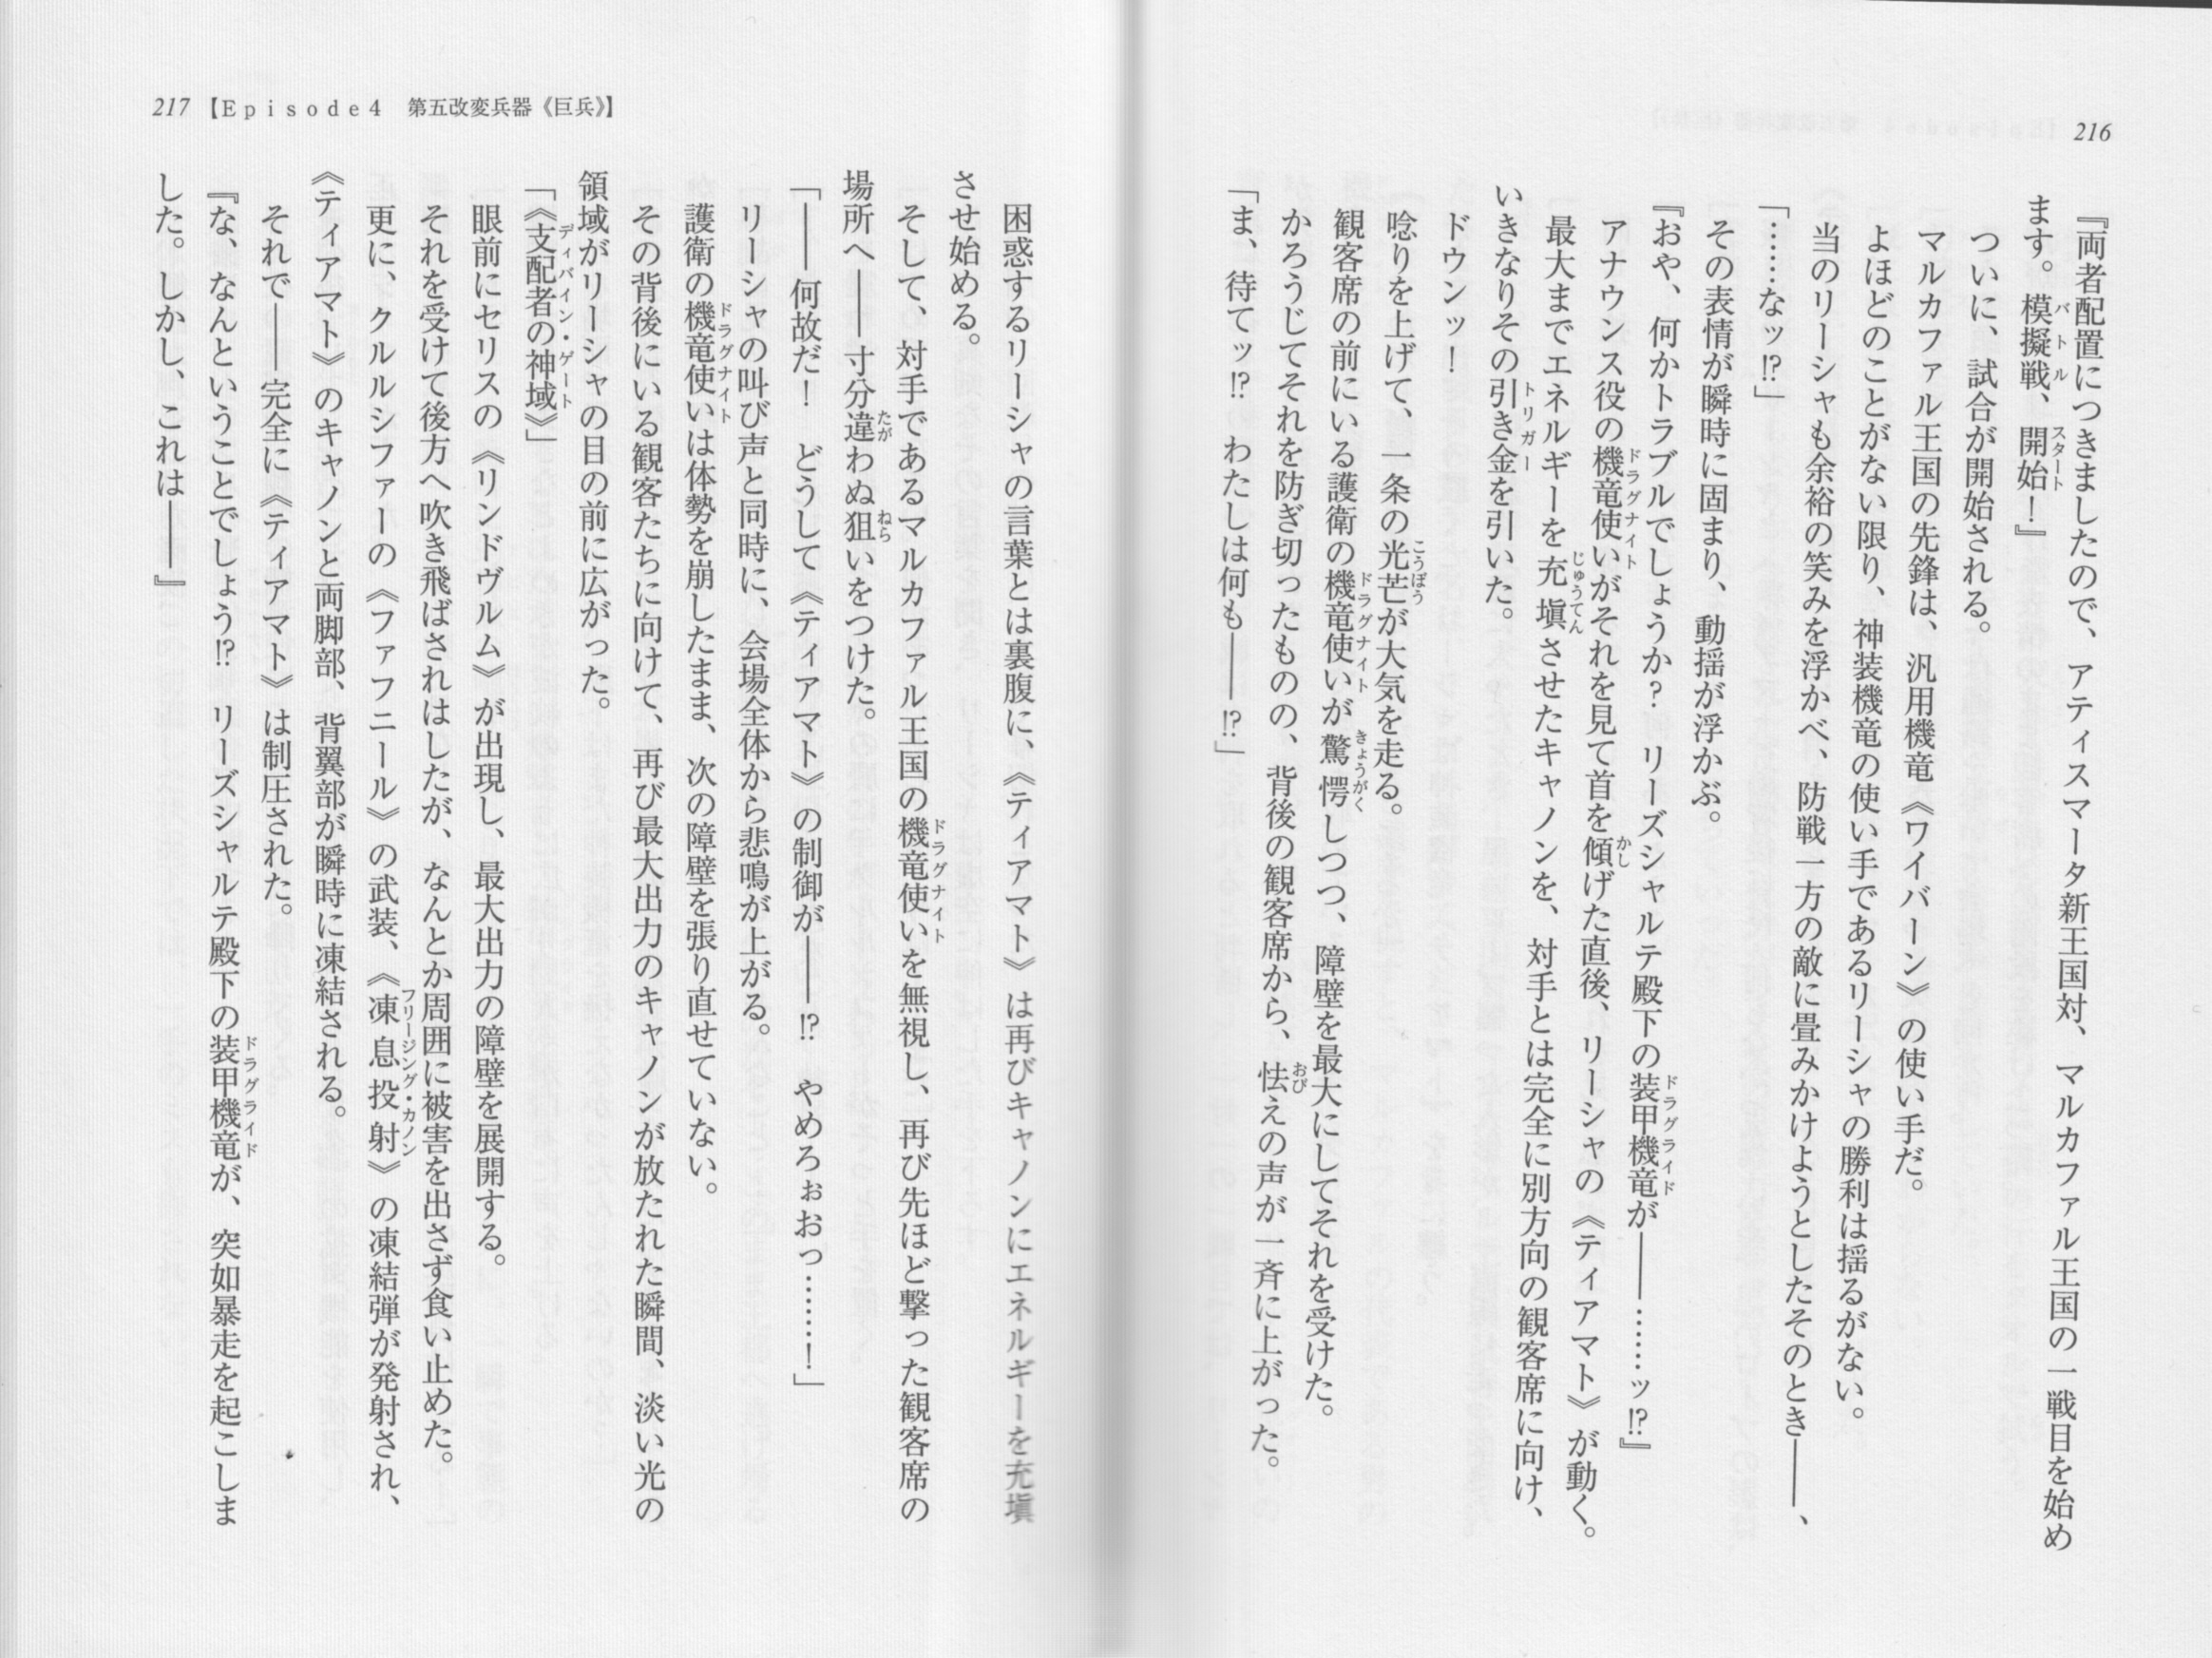 216
『両者配置につきましたので、アティスマータ新王国対、マルカファル王国の一戦目を始め
ます。模擬戦、開始！』
ついに、試合が開始される。
マルカファル王国の先鋒は、汎用機竜《ワイバーン》の使い手だ。
よほどのことがない限り、神装機竜の使い手であるリーシャの勝利は揺るがない。
当のリーシャも余裕の笑みを浮かべ、防戦一方の敵に畳みかけようとしたそのとき――、
「……なッ!?」
その表情が瞬時に固まり、動揺が浮かぶ。
『おや、何かトラブルでしょうか？　リーズシャルテ殿下の装甲機竜が――……ッ!?』
アナウンス役の機竜使いがそれを見て首を傾げた直後、リーシャの《ティアマト》が動く。
最大までエネルギーを充塡させたキャノンを、対手とは完全に別方向の観客席に向け、
いきなりその引き金を引いた。
ドウンッ！
唸りを上げて、一条の光芒が大気を走る。
観客席の前にいる護衛の機竜使いが驚愕しつつ、障壁を最大にしてそれを受けた。
かろうじてそれを防ぎ切ったものの、背後の観客席から、怯えの声が一斉に上がった。
「ま、待てッ!?　わたしは何も――!?」
217【Episode4　第五改変兵器《巨兵》】
困惑するリーシャの言葉とは裏腹に、《ティアマト》は再びキャノンにエネルギーを充塡
させ始める。
そして、対手であるマルカファル王国の機竜使いを無視し、再び先ほど撃った観客席の
場所へ――寸分違わぬ狙いをつけた。
「――何故だ！　どうして《ティアマト》の制御が――!?　やめろぉおっ………！」
リーシャの叫び声と同時に、会場全体から悲鳴が上がる。
護衛の機竜使いは体勢を崩したまま、次の障壁を張り直せていない。
その背後にいる観客たちに向けて、再び最大出力のキャノンが放たれた瞬間、淡い光の
領域がリーシャの目の前に広がった。
「《支配者の神域》」
眼前にセリスの《リンドヴルム》が出現し、最大出力の障壁を展開する。
それを受けて後方へ吹き飛ばされはしたが、なんとか周囲に被害を出さず食い止めた。
更に、クルルシファーの《ファフニール》の武装、《凍息投射》の凍結弾が発射され、
《ティアマト》のキャノンと両脚部、背翼部が瞬時に凍結される。
それで――完全に《ティアマト》は制圧された。
『な、なんということでしょう!?　リーズシャルテ殿下の装甲機竜が、突如暴走を起こしま
した。しかし、これは――』